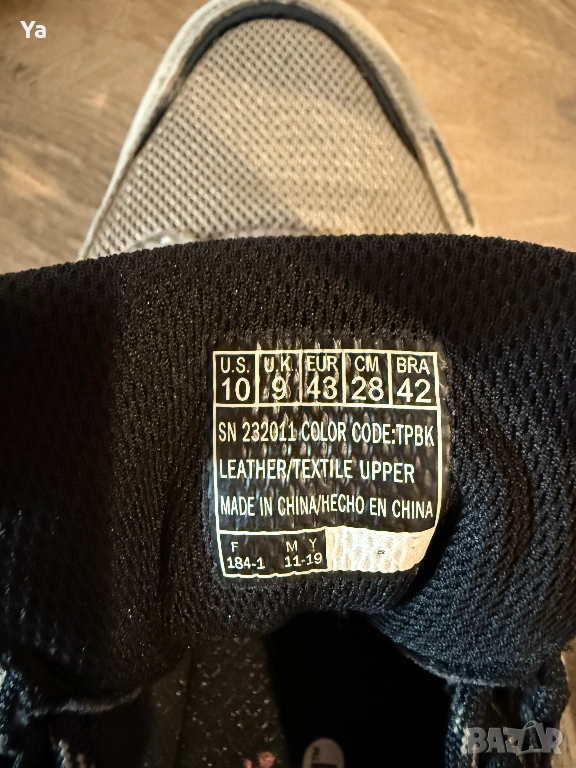 Ya
U.S. U.K. EUR CM BRA
10 9 43 28 42
SN 232011 COLOR CODE:TPBK
LEATHER/TEXTILE UPPER
MADE IN CHINA/HECHO EN CHINA
F M Y
184-1 11-19
BAZAR